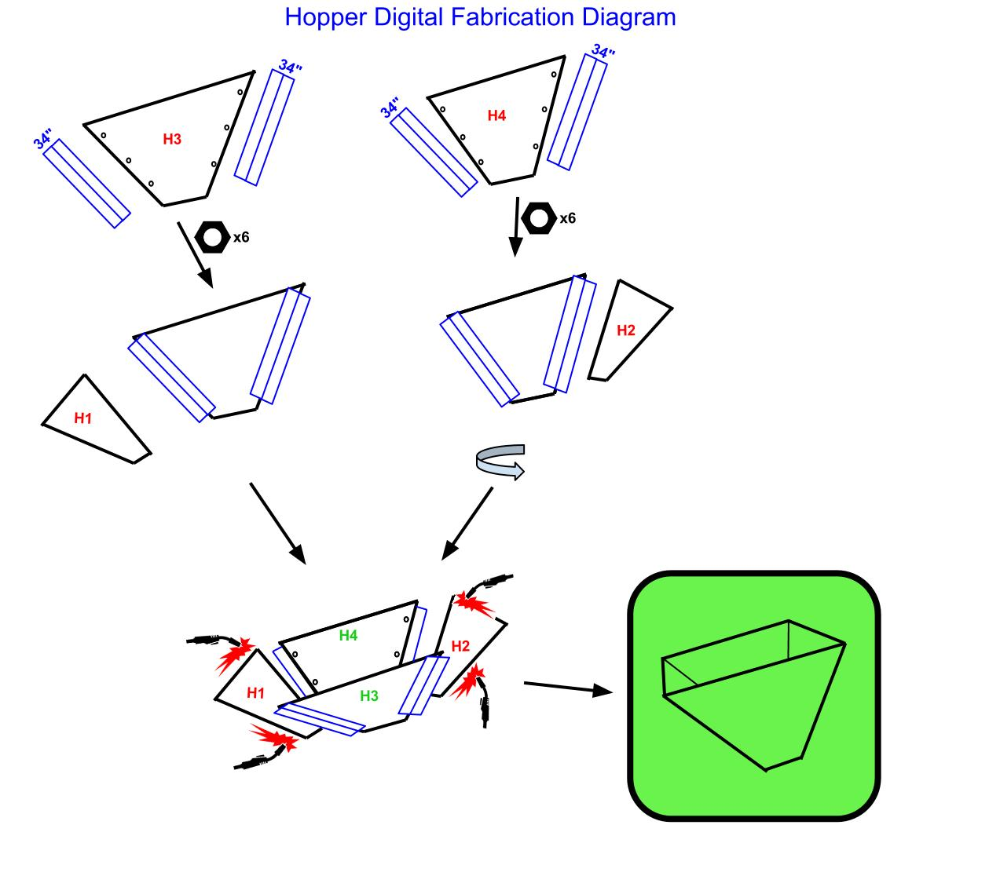 Hopper Digital Fabrication Diagram
34"
34"
H3
34"
34"
H4
x6
x6
H1
H2
H4
H2
H1
H3